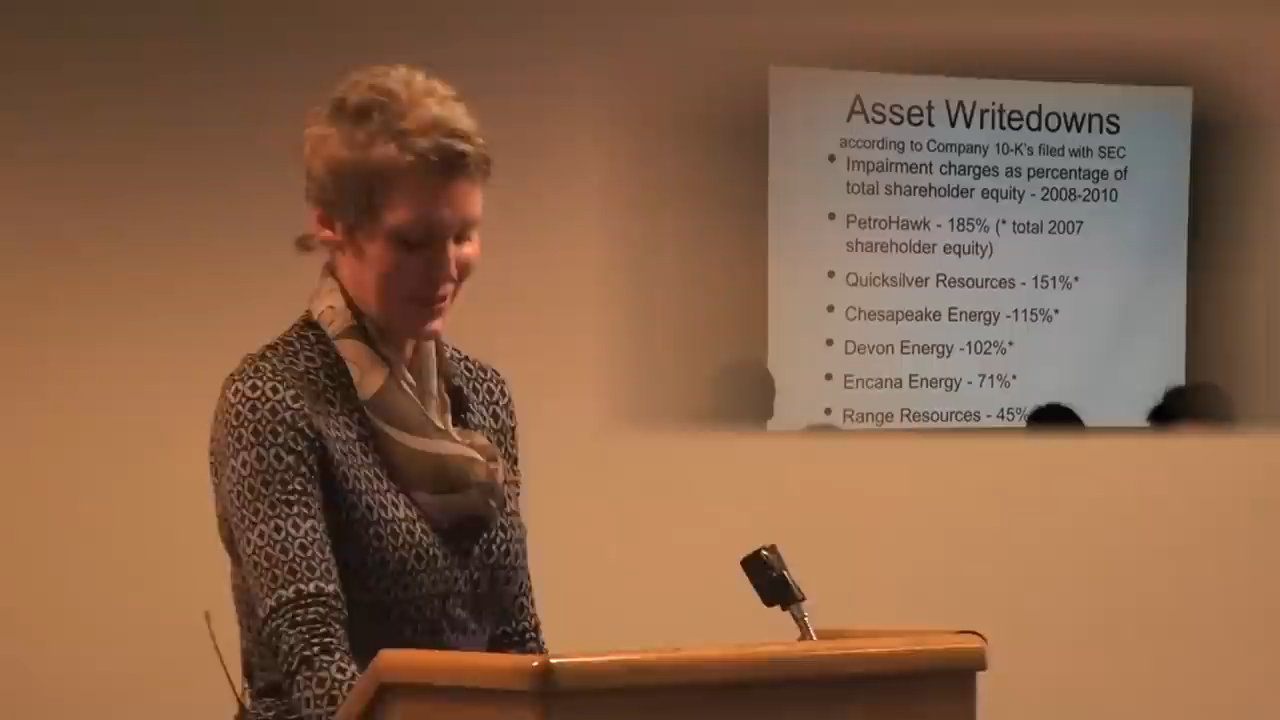 Asset Writedowns
according to Company 10-K's filed with SEC
• Impairment charges as percentage of
total shareholder equity - 2008-2010
• PetroHawk - 185% (* total 2007
shareholder equity)
• Quicksilver Resources - 151%*
• Chesapeake Energy -115%*
• Devon Energy -102%*
• Encana Energy - 71%*
• Range Resources - 45%